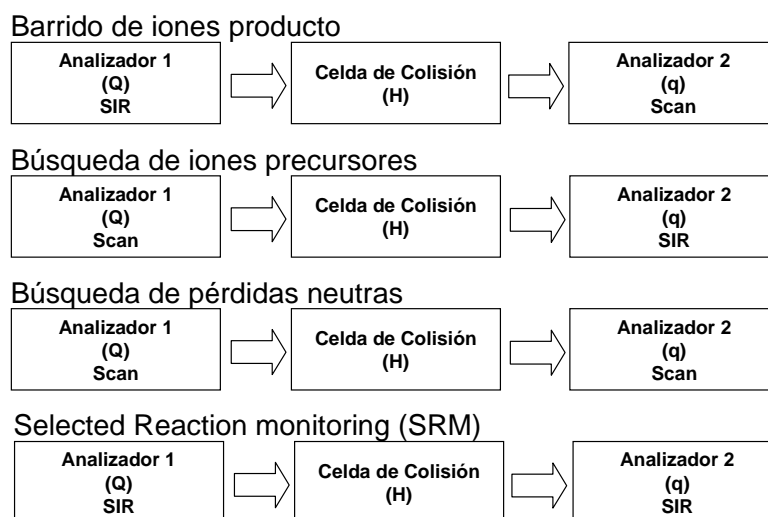 Barrido de iones producto
Analizador 1
(Q)
SIR
Celda de Colisión
(H)
Analizador 2
(q)
Scan
Búsqueda de iones precursores
Analizador 1
(Q)
Scan
Celda de Colisión
(H)
Analizador 2
(q)
SIR
Búsqueda de pérdidas neutras
Analizador 1
(Q)
Scan
Celda de Colisión
(H)
Analizador 2
(q)
Scan
Selected Reaction monitoring (SRM)
Analizador 1
(Q)
SIR
Celda de Colisión
(H)
Analizador 2
(q)
SIR